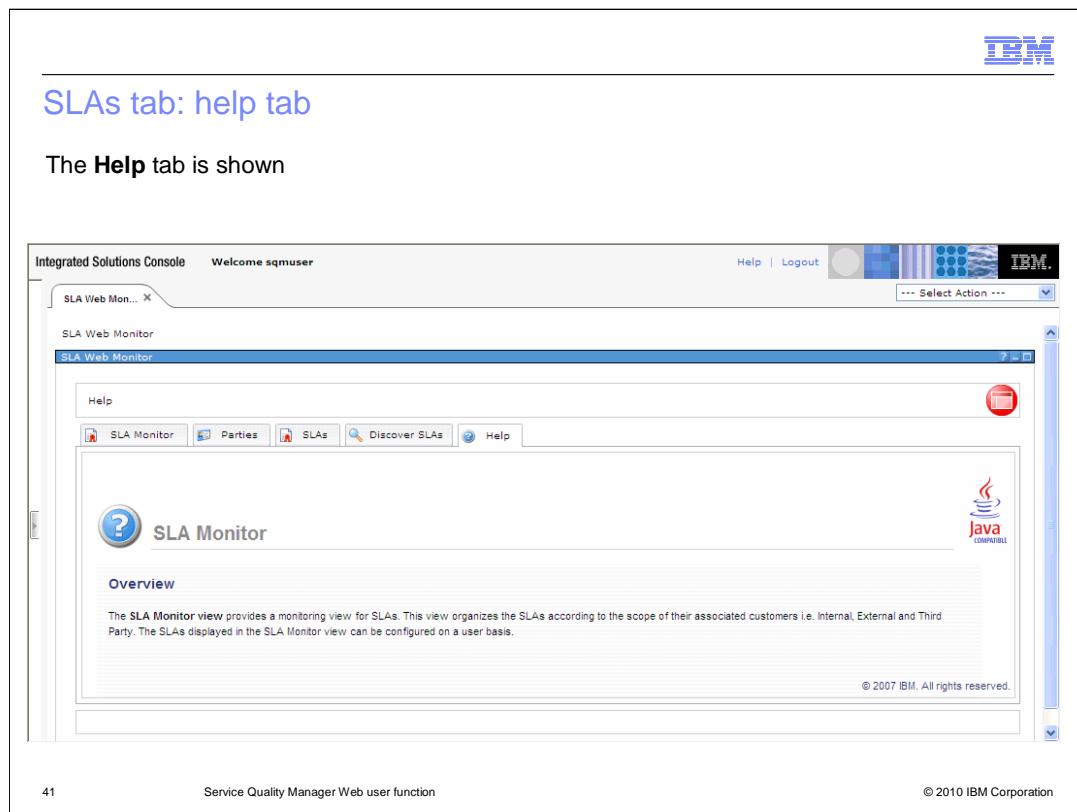 IBM
SLAs tab: help tab
The Help tab is shown
Integrated Solutions Console Welcome sqmuser Help | Logout IBM.
SLA Web Mon... X --- Select Action ---
SLA Web Monitor
SLA Web Monitor ? - □
Help
SLA Monitor Parties SLAs Discover SLAs ? Help
? SLA Monitor
Java
COMPATIBLE
Overview
The SLA Monitor view provides a monitoring view for SLAs. This view organizes the SLAs according to the scope of their associated customers i.e. Internal, External and Third
Party. The SLAs displayed in the SLA Monitor view can be configured on a user basis.
© 2007 IBM. All rights reserved.
41 Service Quality Manager Web user function © 2010 IBM Corporation